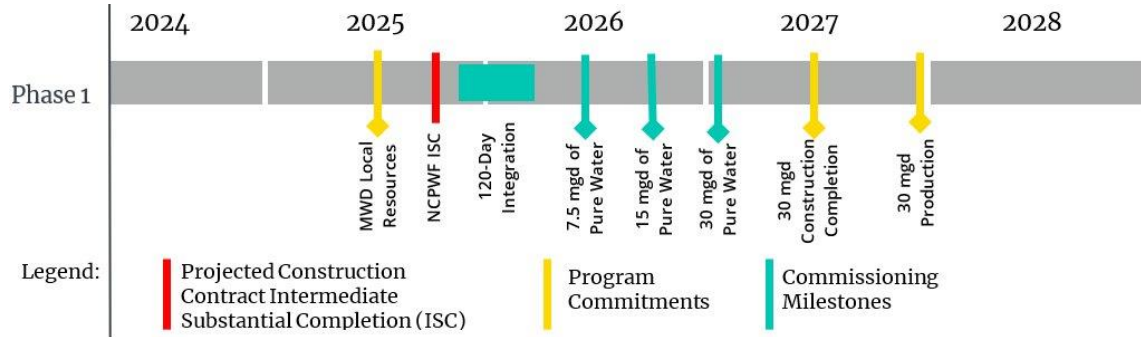 2024 2025 2026 2027 2028
Phase 1
MWD Local
Resources
NCPWF ISC
120-Day
Integration
7.5 mgd of
Pure Water
15 mgd of
Pure Water
30 mgd of
Pure Water
30 mgd
Construction
Completion
30 mgd
Production
Legend:
Projected Construction
Contract Intermediate
Substantial Completion (ISC)
Program
Commitments
Commissioning
Milestones